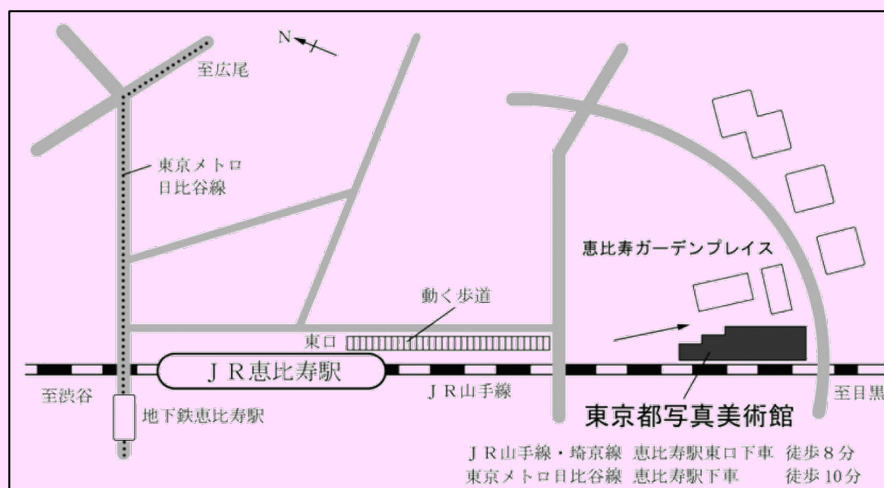 N
至広尾
東京メトロ
日比谷線
恵比寿ガーデンプレイス
動く歩道
東口
JR恵比寿駅
至渋谷
JR山手線
至目黒
地下鉄恵比寿駅
東京都写真美術館
JR山手線・埼京線 恵比寿駅東口下車 徒歩8分
東京メトロ日比谷線 恵比寿駅下車 徒歩10分